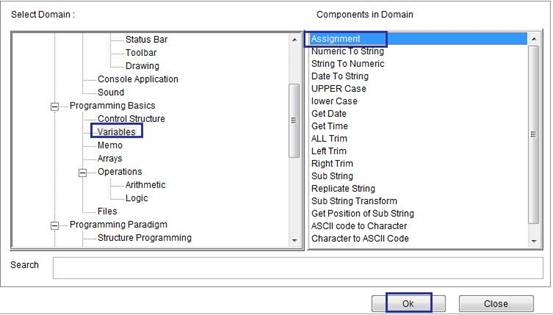 Select Domain :
Status Bar
Toolbar
Drawing
Console Application
Sound
Programming Basics
Control Structure
Variables
Memo
Arrays
Operations
Arithmetic
Logic
Files
Programming Paradigm
Structure Programming
Components in Domain
Assignment
Numeric To String
String To Numeric
Date To String
UPPER Case
lower Case
Get Date
Get Time
ALL Trim
Left Trim
Right Trim
Sub String
Replicate String
Sub String Transform
Get Position of Sub String
ASCII code to Character
Character to ASCII Code
Search
Ok
Close